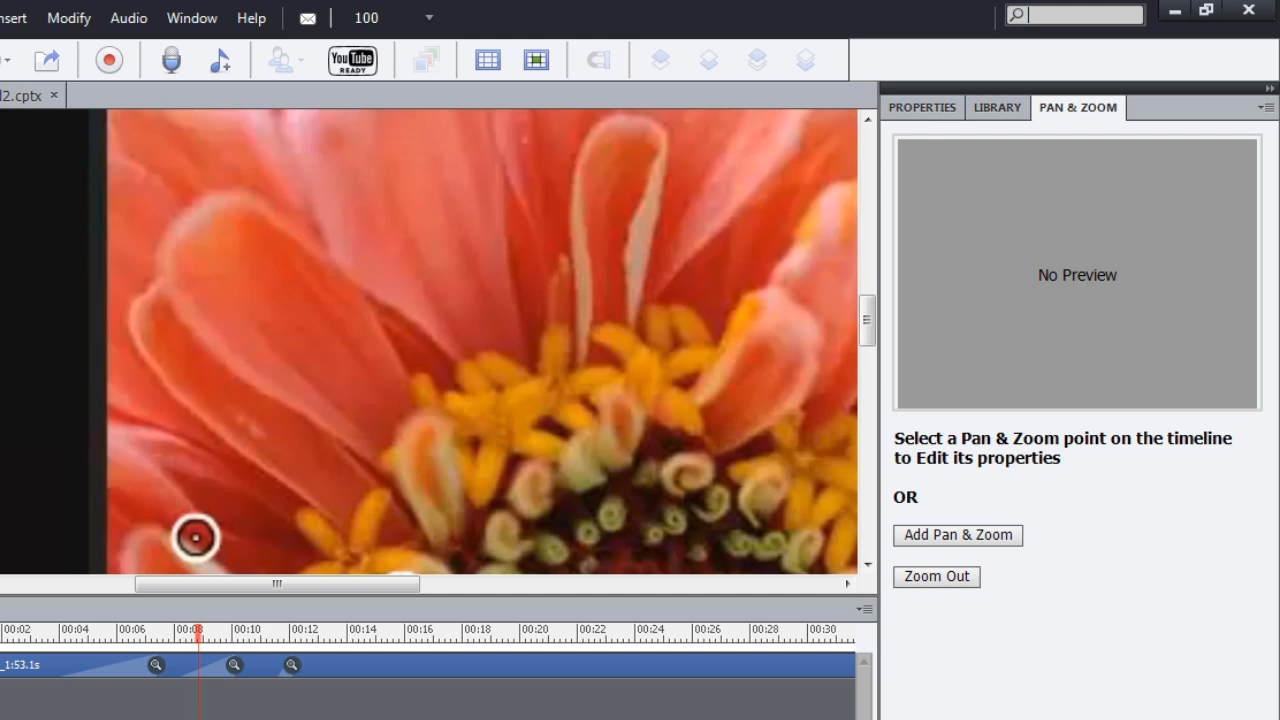 nsert Modify Audio Window Help 100
You Tube
READY
l2.cptx ×
PROPERTIES LIBRARY PAN & ZOOM
No Preview
Select a Pan & Zoom point on the timeline
to Edit its properties
OR
Add Pan & Zoom
Zoom Out
00:02 00:04 00:06 00:08 00:10 00:12 00:14 00:16 00:18 00:20 00:22 00:24 00:26 00:28 00:30
_1:53.1s